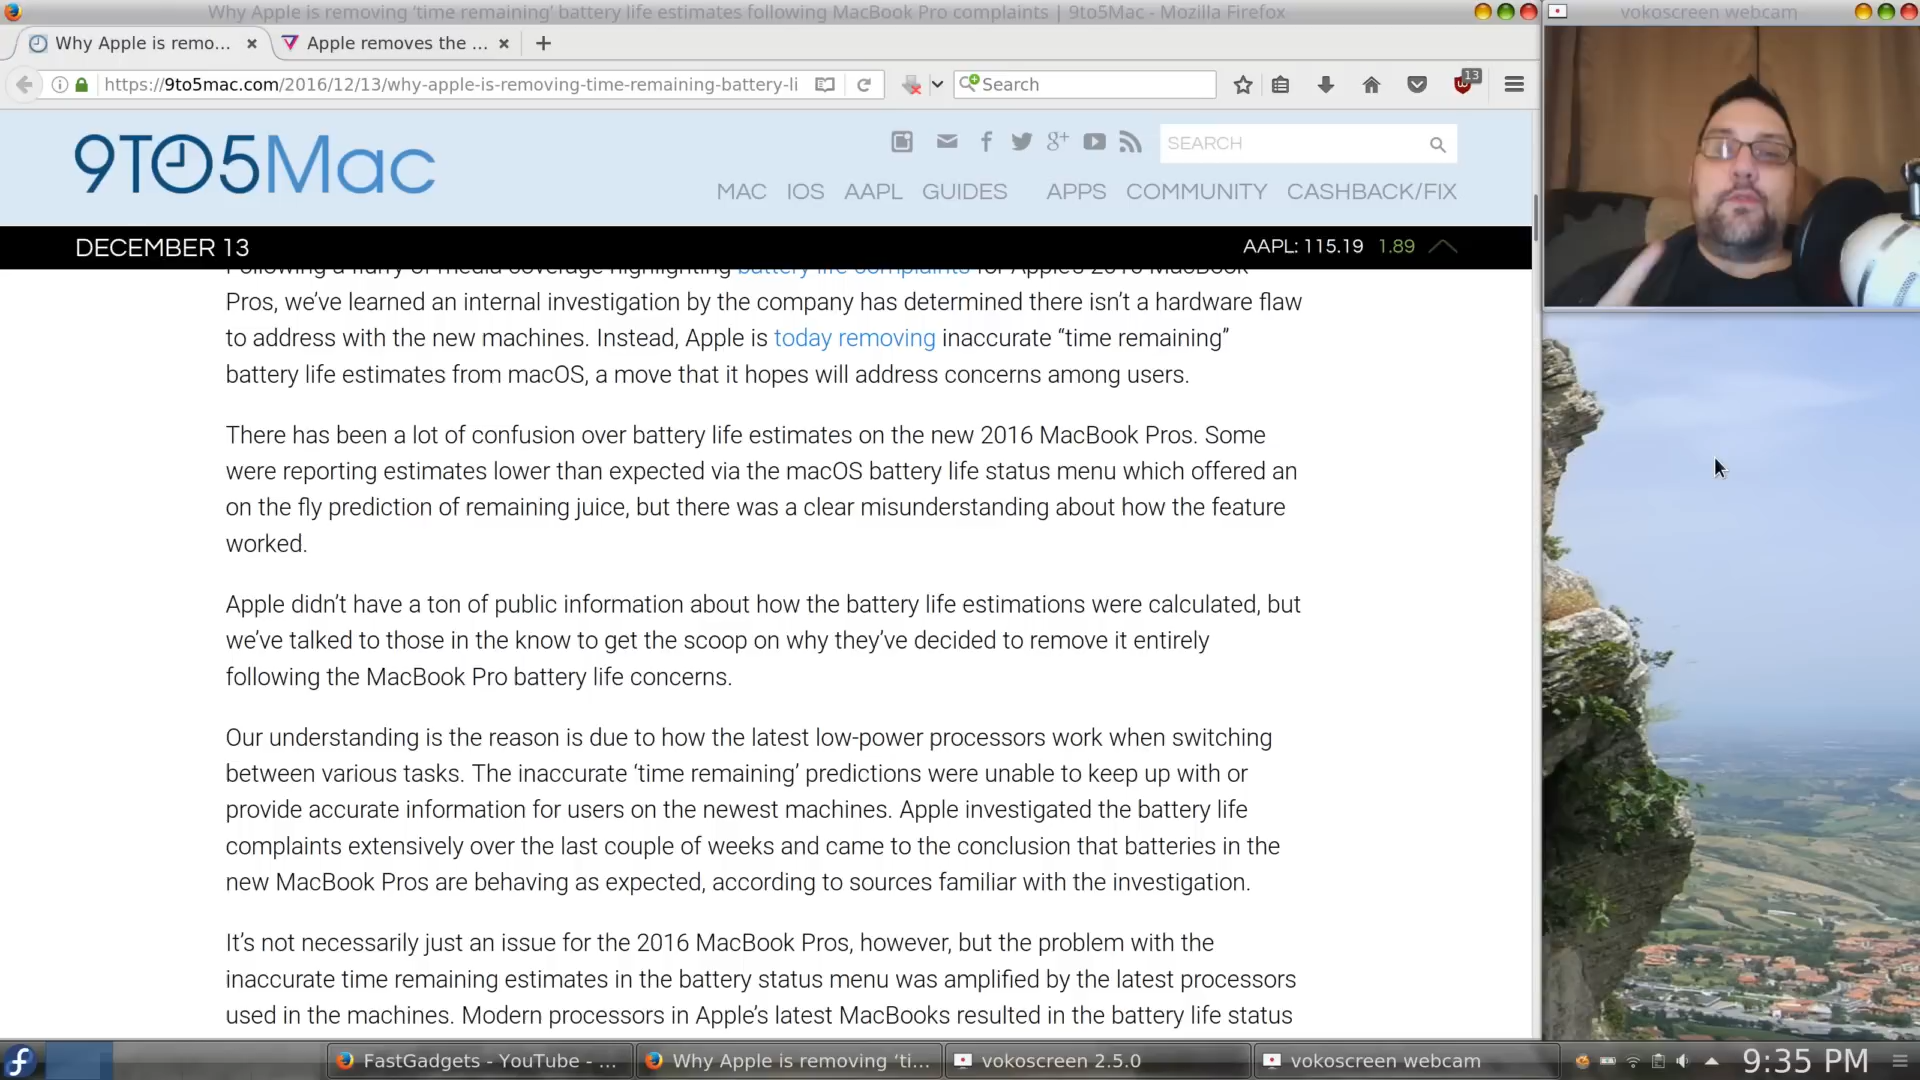 Why Apple is removing ‘time remaining’ battery life estimates following MacBook Pro complaints | 9to5Mac - Mozilla Firefox
vokoscreen webcam
Why Apple is remo...
Apple removes the ...
https://9to5mac.com/2016/12/13/why-apple-is-removing-time-remaining-battery-li
Search
13
9TO5Mac
SEARCH
MAC IOS AAPL GUIDES APPS COMMUNITY CASHBACK/FIX
DECEMBER 13
AAPL: 115.19 1.89
Following a flurry of media coverage highlighting battery life complaints for Apple’s 2016 MacBook
Pros, we’ve learned an internal investigation by the company has determined there isn’t a hardware flaw
to address with the new machines. Instead, Apple is today removing inaccurate “time remaining”
battery life estimates from macOS, a move that it hopes will address concerns among users.
There has been a lot of confusion over battery life estimates on the new 2016 MacBook Pros. Some
were reporting estimates lower than expected via the macOS battery life status menu which offered an
on the fly prediction of remaining juice, but there was a clear misunderstanding about how the feature
worked.
Apple didn’t have a ton of public information about how the battery life estimations were calculated, but
we’ve talked to those in the know to get the scoop on why they’ve decided to remove it entirely
following the MacBook Pro battery life concerns.
Our understanding is the reason is due to how the latest low-power processors work when switching
between various tasks. The inaccurate ‘time remaining’ predictions were unable to keep up with or
provide accurate information for users on the newest machines. Apple investigated the battery life
complaints extensively over the last couple of weeks and came to the conclusion that batteries in the
new MacBook Pros are behaving as expected, according to sources familiar with the investigation.
It’s not necessarily just an issue for the 2016 MacBook Pros, however, but the problem with the
inaccurate time remaining estimates in the battery status menu was amplified by the latest processors
used in the machines. Modern processors in Apple’s latest MacBooks resulted in the battery life status
FastGadgets - YouTube - ...
Why Apple is removing ‘ti...
vokoscreen 2.5.0
vokoscreen webcam
9:35 PM